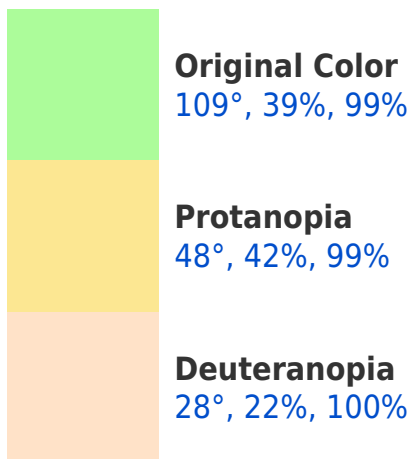 Original Color
109°, 39%, 99%
Protanopia
48°, 42%, 99%
Deuteranopia
28°, 22%, 100%